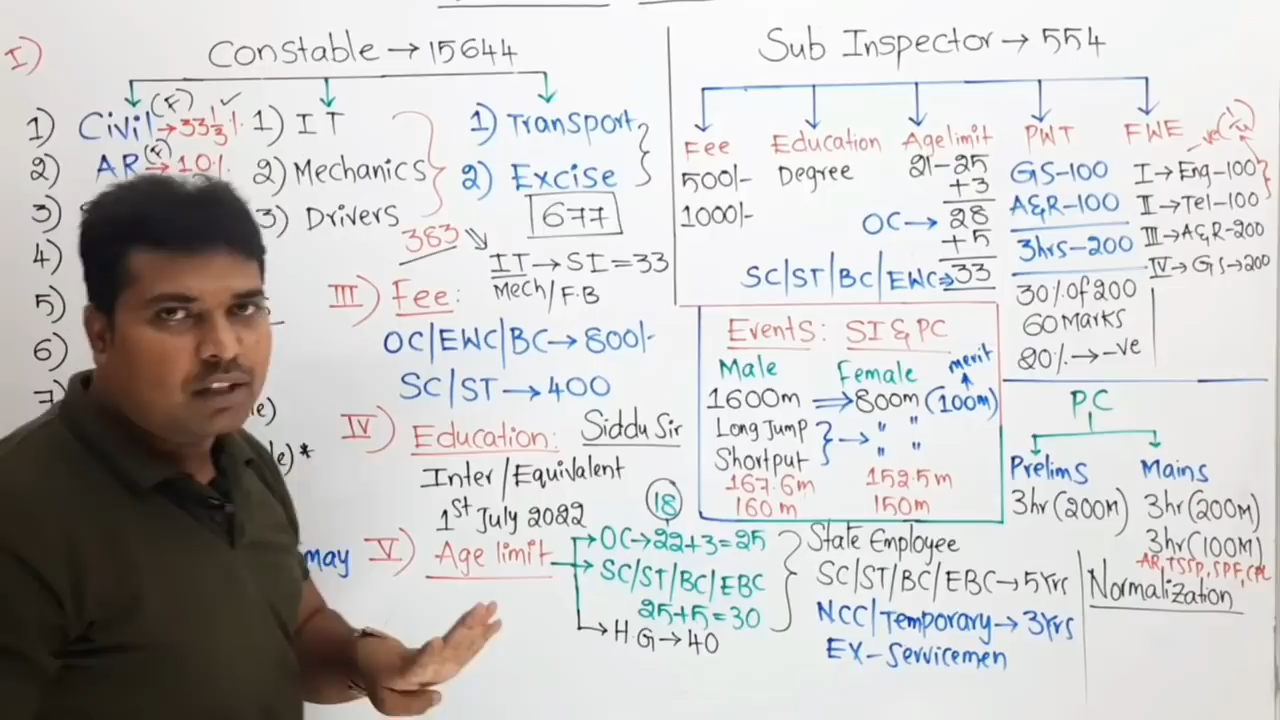 I)
Constable → 15644
1) Civil (F) → 33 1/3 % ✓
2) AR (F) → 10%
3)
4)
5)
6)
7)
1) IT
2) Mechanics
3) Drivers
383
1) Transport
2) Excise
677
IT → SI = 33
Mech/F.B
III) Fee:
OC/EWC/BC → 800/-
SC/ST → 400
IV) Education: Siddu Sir
Inter/Equivalent
1st July 2022
18
may V) Age limit
OC → 22+3=25
SC/ST/BC/EBC
25+5=30
H.G → 40
State Employee
SC/ST/BC/EBC → 5Yrs
NCC/Temporary → 3Yrs
EX-Servicemen
Sub Inspector → 554
Fee
500/-
1000/-
Education
Degree
Agelimit
21-25
+3
OC → 28
+5
SC/ST/BC/EWC → 33
PWT
GS-100
A&R-100
3hrs-200
30% of 200
60 Marks
20% → -ve
FWE -ve
I → Eng-100
II → Tel-100
III → A&R-200
IV → GS → 200
Events: SI & PC
Male
1600m
Long Jump
Shortput
167.6m
160m
Female merit
800m (100m)
" "
" "
152.5m
150m
PC
Prelims
3hr (200M)
Mains
3hr (200M)
3hr (100M)
AR, TSSP, SPF, CPL
Normalization